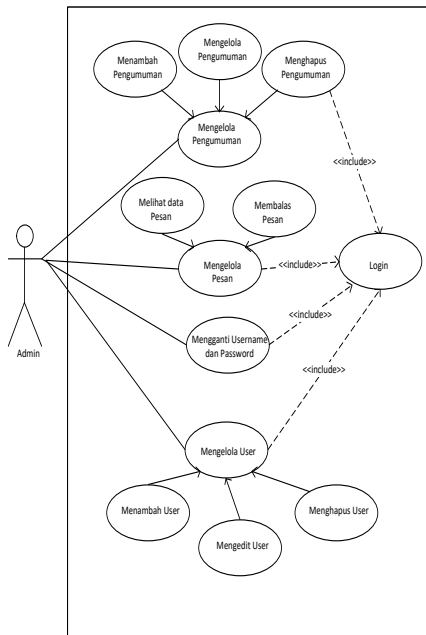 Mengelola
Pengumuman
Menambah
Pengumuman
Menghapus
Pengumuman
Mengelola
Pengumuman
<<include>>
Melihat data
Pesan
Membalas
Pesan
Mengelola
Pesan
<<include>>
Login
<<include>>
Mengganti Username
dan Password
Admin
<<include>>
Mengelola User
Menambah User
Menghapus User
Mengedit User